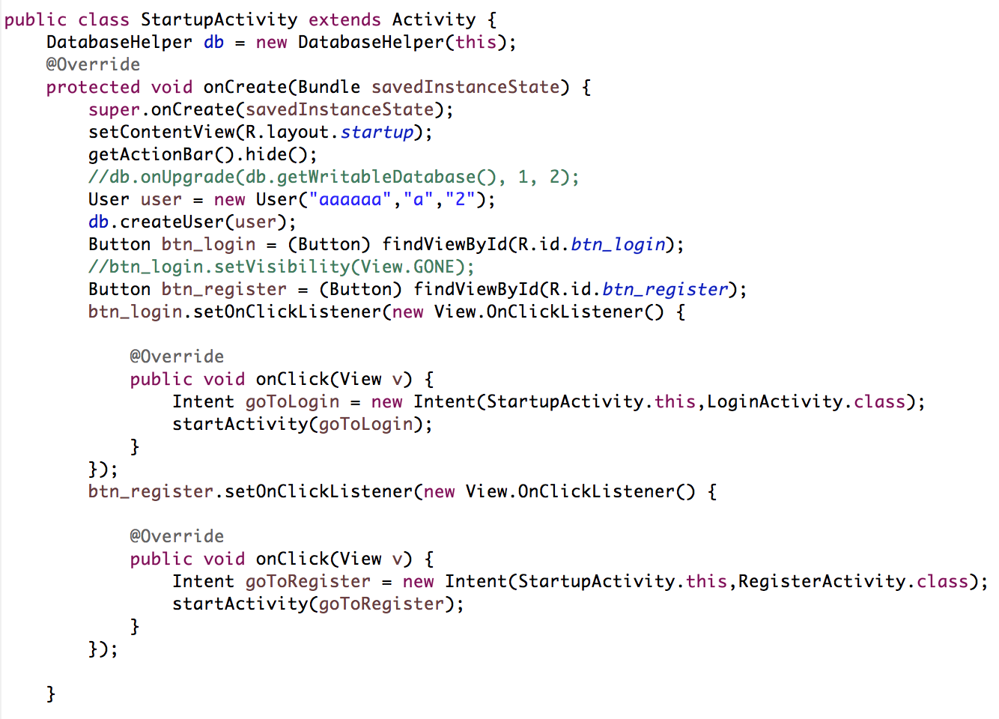 public class StartupActivity extends Activity {
    DatabaseHelper db = new DatabaseHelper(this);
    @Override
    protected void onCreate(Bundle savedInstanceState) {
        super.onCreate(savedInstanceState);
        setContentView(R.layout.startup);
        getActionBar().hide();
        //db.onUpgrade(db.getWritableDatabase(), 1, 2);
        User user = new User("aaaaaa","a","2");
        db.createUser(user);
        Button btn_login = (Button) findViewById(R.id.btn_login);
        //btn_login.setVisibility(View.GONE);
        Button btn_register = (Button) findViewById(R.id.btn_register);
        btn_login.setOnClickListener(new View.OnClickListener() {
            @Override
            public void onClick(View v) {
                Intent goToLogin = new Intent(StartupActivity.this,LoginActivity.class);
                startActivity(goToLogin);
            }
        });
        btn_register.setOnClickListener(new View.OnClickListener() {
            @Override
            public void onClick(View v) {
                Intent goToRegister = new Intent(StartupActivity.this,RegisterActivity.class);
                startActivity(goToRegister);
            }
        });
    }